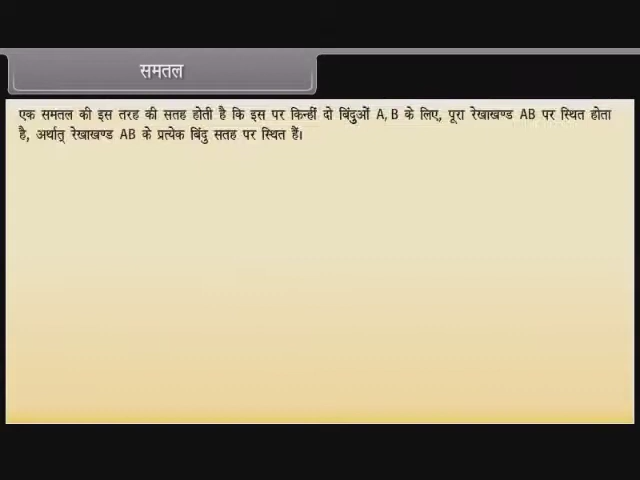 समतल
एक समतल की इस तरह की सतह होती है कि इस पर किन्हीं दो बिंदुओं A, B के लिए, पूरा रेखाखण्ड AB पर स्थित होता
है, अर्थात् रेखाखण्ड AB के प्रत्येक बिंदु सतह पर स्थित हैं।